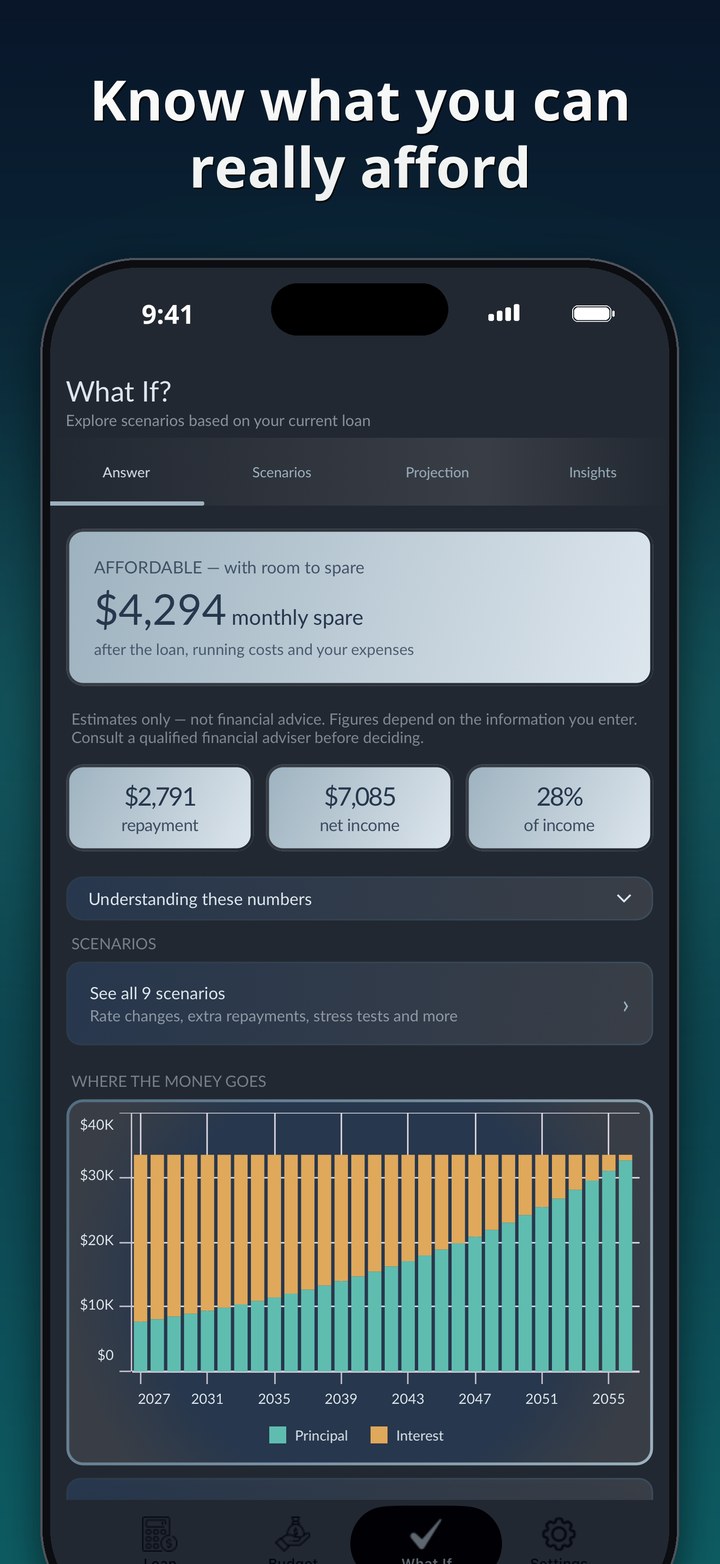 Know what you can
really afford
9:41
What If?
Explore scenarios based on your current loan
Answer
Scenarios
Projection
Insights
AFFORDABLE — with room to spare
$4,294 monthly spare
after the loan, running costs and your expenses
Estimates only — not financial advice. Figures depend on the information you enter.
Consult a qualified financial adviser before deciding.
$2,791
repayment
$7,085
net income
28%
of income
Understanding these numbers
SCENARIOS
See all 9 scenarios
Rate changes, extra repayments, stress tests and more
WHERE THE MONEY GOES
$40K
$30K
$20K
$10K
$0
2027 2031 2035 2039 2043 2047 2051 2055
Principal Interest
Loan Budget What If Settings